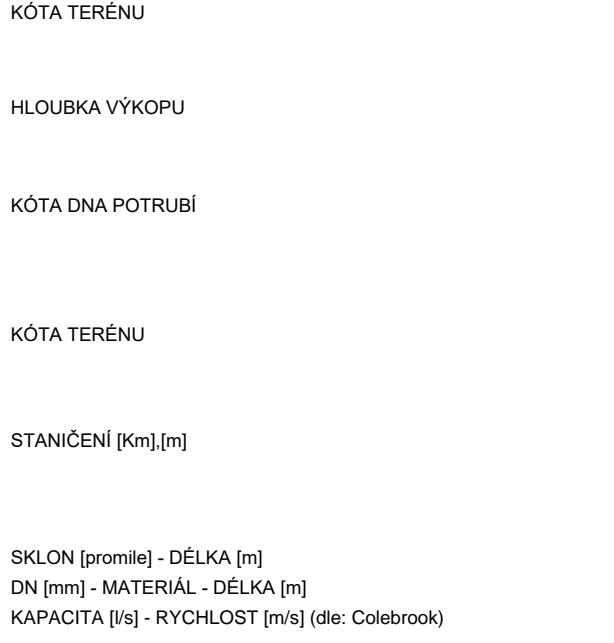 KÓTA TERÉNU
HLOUBKA VÝKOPU
KÓTA DNA POTRUBÍ
KÓTA TERÉNU
STANIČENÍ [Km],[m]
SKLON [promile] - DÉLKA [m]
DN [mm] - MATERIÁL - DÉLKA [m]
KAPACITA [l/s] - RYCHLOST [m/s] (dle: Colebrook)